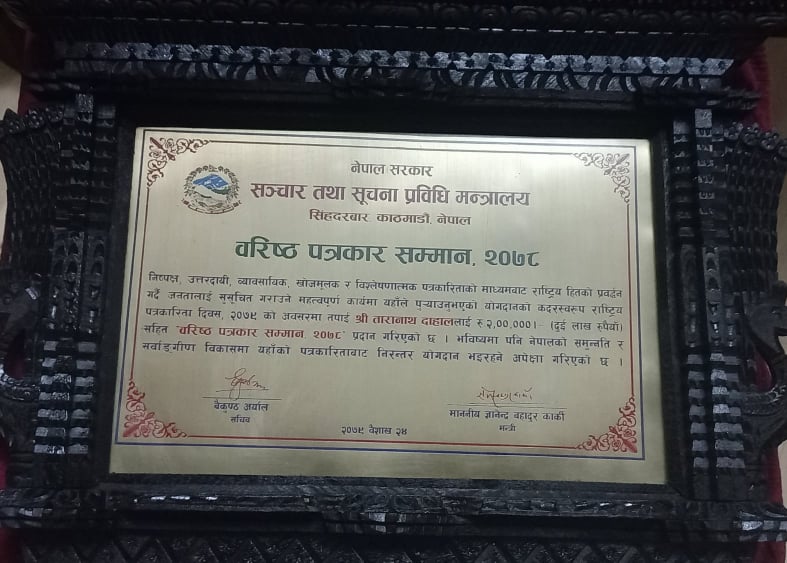 नेपाल सरकार
सञ्चार तथा सूचना प्रविधि मन्त्रालय
सिंहदरबार, काठमाडौं, नेपाल
वरिष्ठ पत्रकार सम्मान, २०७८
निष्पक्ष, उत्तरदायी, व्यावसायिक, खोजमूलक र विश्लेषणात्मक पत्रकारिताको माध्यमबाट राष्ट्रिय हितको प्रवर्द्धन
गर्दै जनतालाई सुसूचित गराउने महत्वपूर्ण कार्यमा यहाँले पुर्‍याउनुभएको योगदानको कदरस्वरुप राष्ट्रिय
पत्रकारिता दिवस, २०७९ को अवसरमा तपाई श्री तारानाथ दाहाललाई रु.२,००,०००।- (दुई लाख रुपैयाँ)
सहित 'वरिष्ठ पत्रकार सम्मान, २०७८' प्रदान गरिएको छ । भविष्यमा पनि नेपालको समुन्नति र
सर्वाङ्गीण विकासमा यहाँको पत्रकारिताबाट निरन्तर योगदान भइरहने अपेक्षा गरिएको छ ।
बैकुण्ठ अर्याल
सचिव
२०७९ वैशाख २४
माननीय ज्ञानेन्द्र बहादुर कार्की
मन्त्री